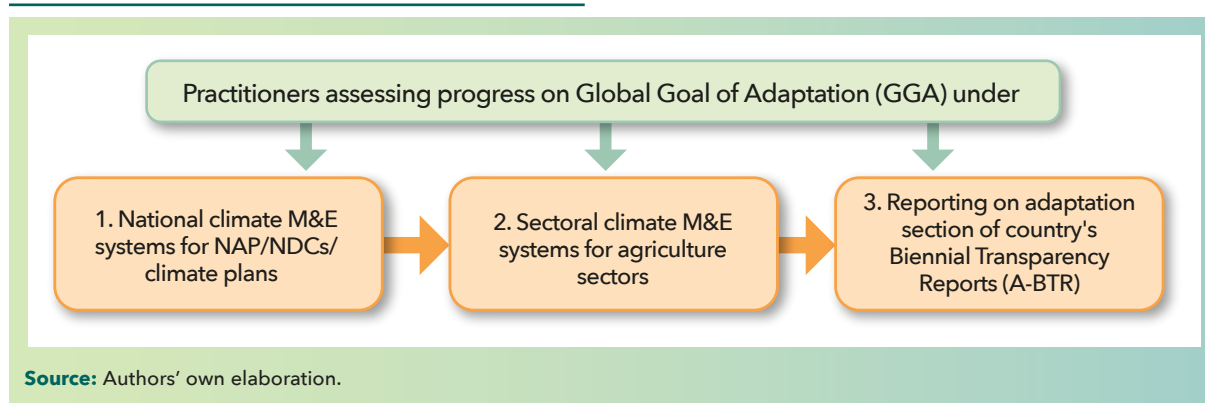 Practitioners assessing progress on Global Goal of Adaptation (GGA) under
1. National climate M&E
systems for NAP/NDCs/
climate plans
2. Sectoral climate M&E
systems for agriculture
sectors
3. Reporting on adaptation
section of country's
Biennial Transparency
Reports (A-BTR)
Source: Authors’ own elaboration.